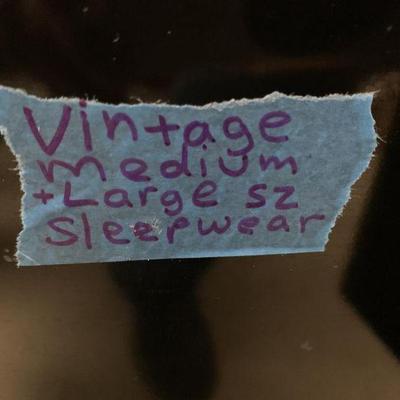 Vintage
medium
+Large sz
Sleepwear